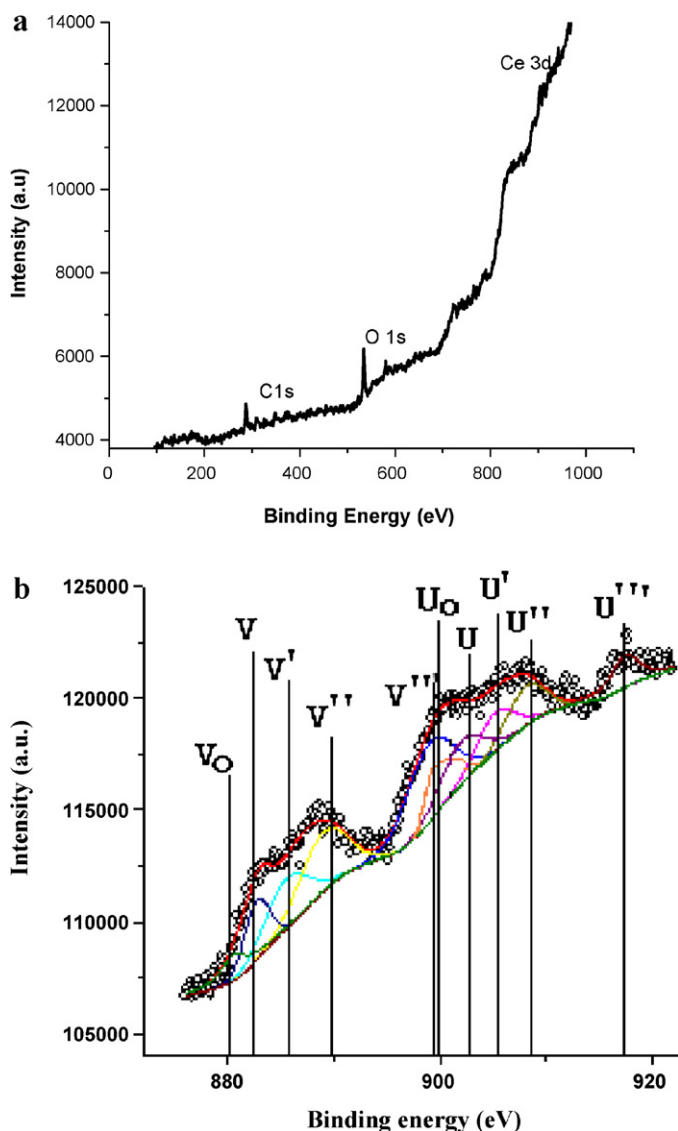 a
14000
12000
10000
8000
6000
4000
Intensity (a.u)
Ce 3d
O 1s
C1s
0 200 400 600 800 1000
Binding Energy (eV)
b
125000
120000
115000
110000
105000
Intensity (a.u.)
VO
V
V'
V''
V'''
UO
U
U'
U''
U'''
880 900 920
Binding energy (eV)